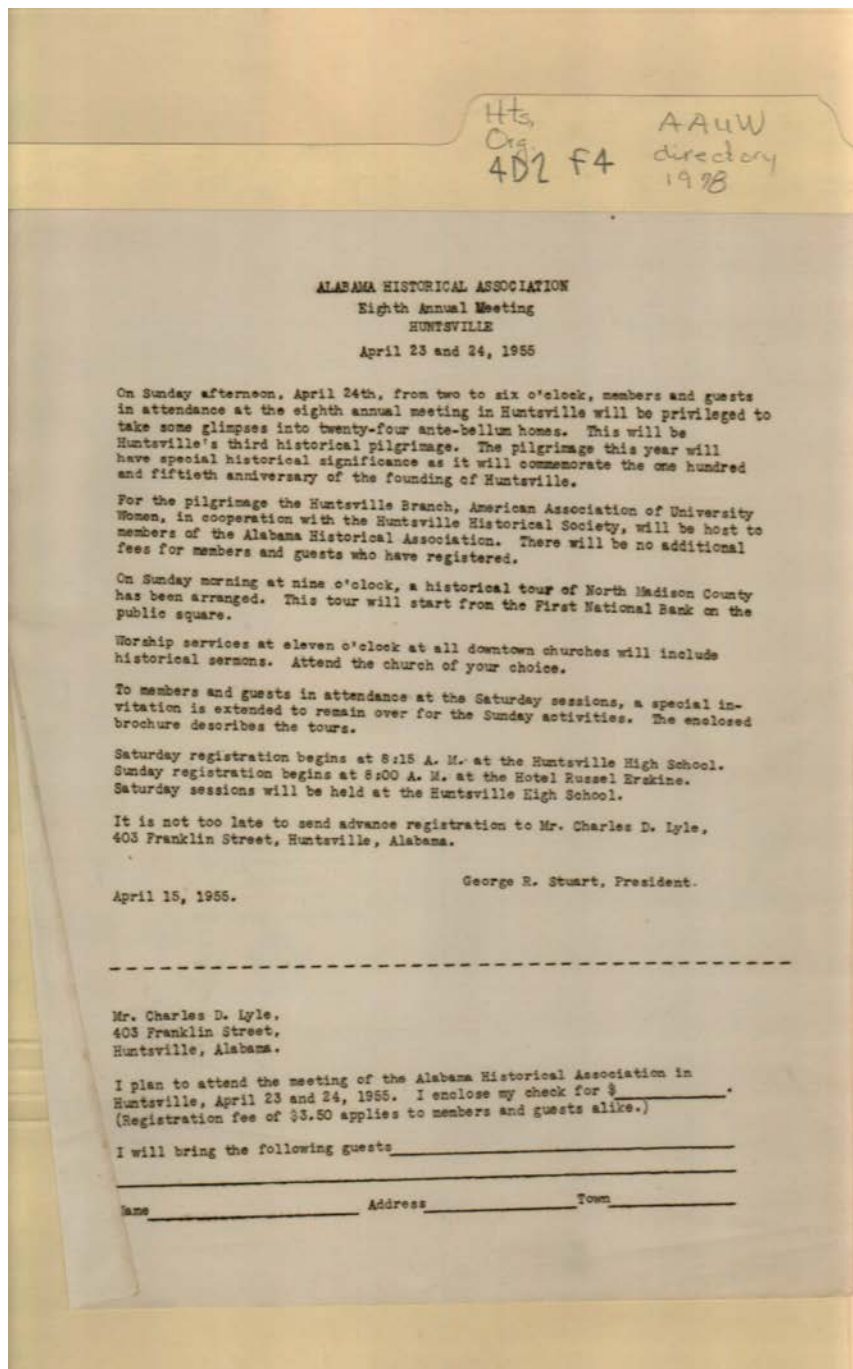 Hts,
Org.
4D2 F4
AAUW
directory
1978
ALABAMA HISTORICAL ASSOCIATION
Eighth Annual Meeting
HUNTSVILLE
April 23 and 24, 1955
On Sunday afternoon, April 24th, from two to six o'clock, members and guests
in attendance at the eighth annual meeting in Huntsville will be privileged to
take some glimpses into twenty-four ante-bellum homes. This will be
Huntsville's third historical pilgrimage. The pilgrimage this year will
have special historical significance as it will commemorate the one hundred
and fiftieth anniversary of the founding of Huntsville.
For the pilgrimage the Huntsville Branch, American Association of University
Women, in cooperation with the Huntsville Historical Society, will be host to
members of the Alabama Historical Association. There will be no additional
fees for members and guests who have registered.
On Sunday morning at nine o'clock, a historical tour of North Madison County
has been arranged. This tour will start from the First National Bank on the
public square.
Worship services at eleven o'clock at all downtown churches will include
historical sermons. Attend the church of your choice.
To members and guests in attendance at the Saturday sessions, a special in-
vitation is extended to remain over for the Sunday activities. The enclosed
brochure describes the tours.
Saturday registration begins at 8:15 A. M. at the Huntsville High School.
Sunday registration begins at 8:00 A. M. at the Hotel Russel Erskine.
Saturday sessions will be held at the Huntsville High School.
It is not too late to send advance registration to Mr. Charles D. Lyle,
403 Franklin Street, Huntsville, Alabama.
George R. Stuart, President.
April 15, 1955.
Mr. Charles D. Lyle,
403 Franklin Street,
Huntsville, Alabama.
I plan to attend the meeting of the Alabama Historical Association in
Huntsville, April 23 and 24, 1955. I enclose my check for $__________.
(Registration fee of $3.50 applies to members and guests alike.)
I will bring the following guests____________________
ame____________________ Address_______________Town____________